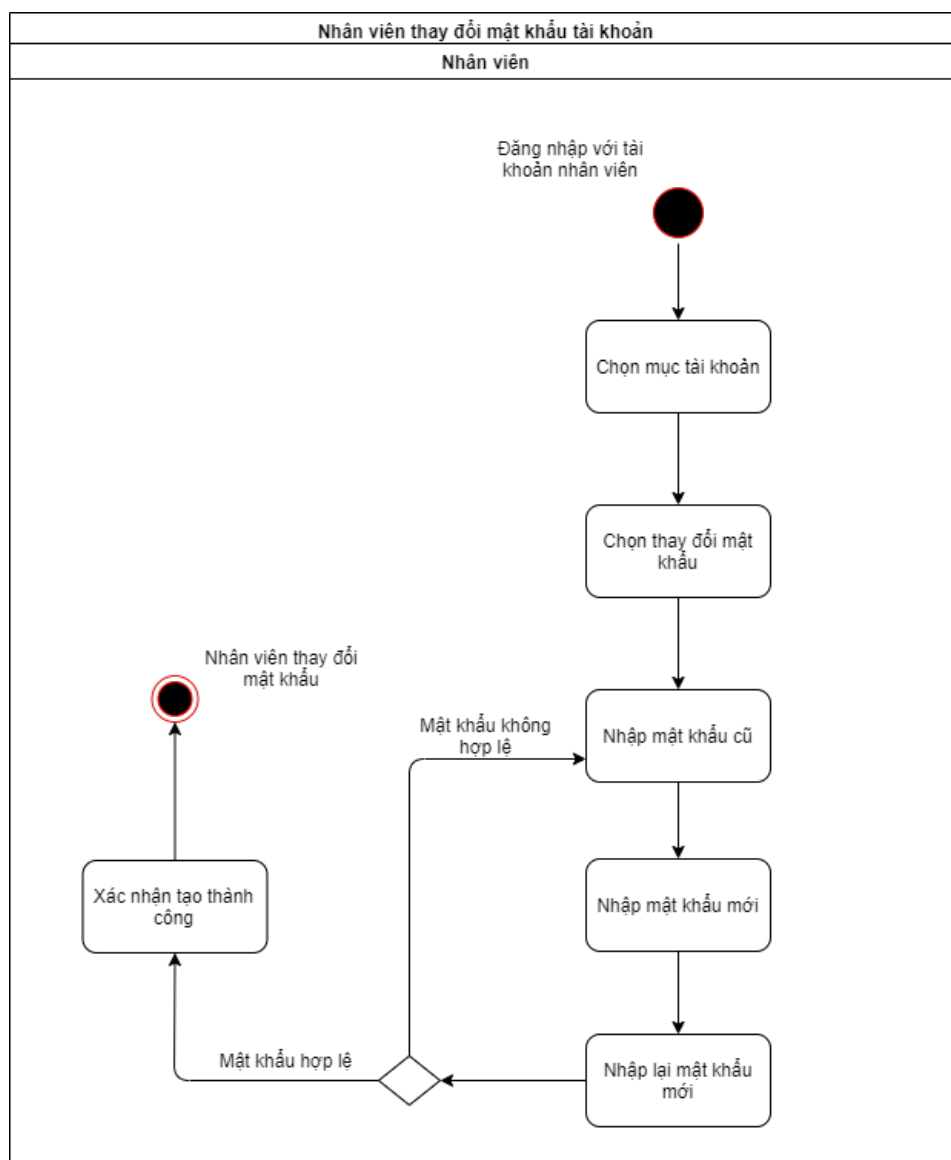 Nhân viên thay đổi mật khẩu tài khoản
Nhân viên
Đăng nhập với tài
khoản nhân viên
Chọn mục tài khoản
Chọn thay đổi mật
khẩu
Nhân viên thay đổi
mật khẩu
Mật khẩu không
hợp lệ
Nhập mật khẩu cũ
Xác nhận tạo thành
công
Nhập mật khẩu mới
Mật khẩu hợp lệ
Nhập lại mật khẩu
mới